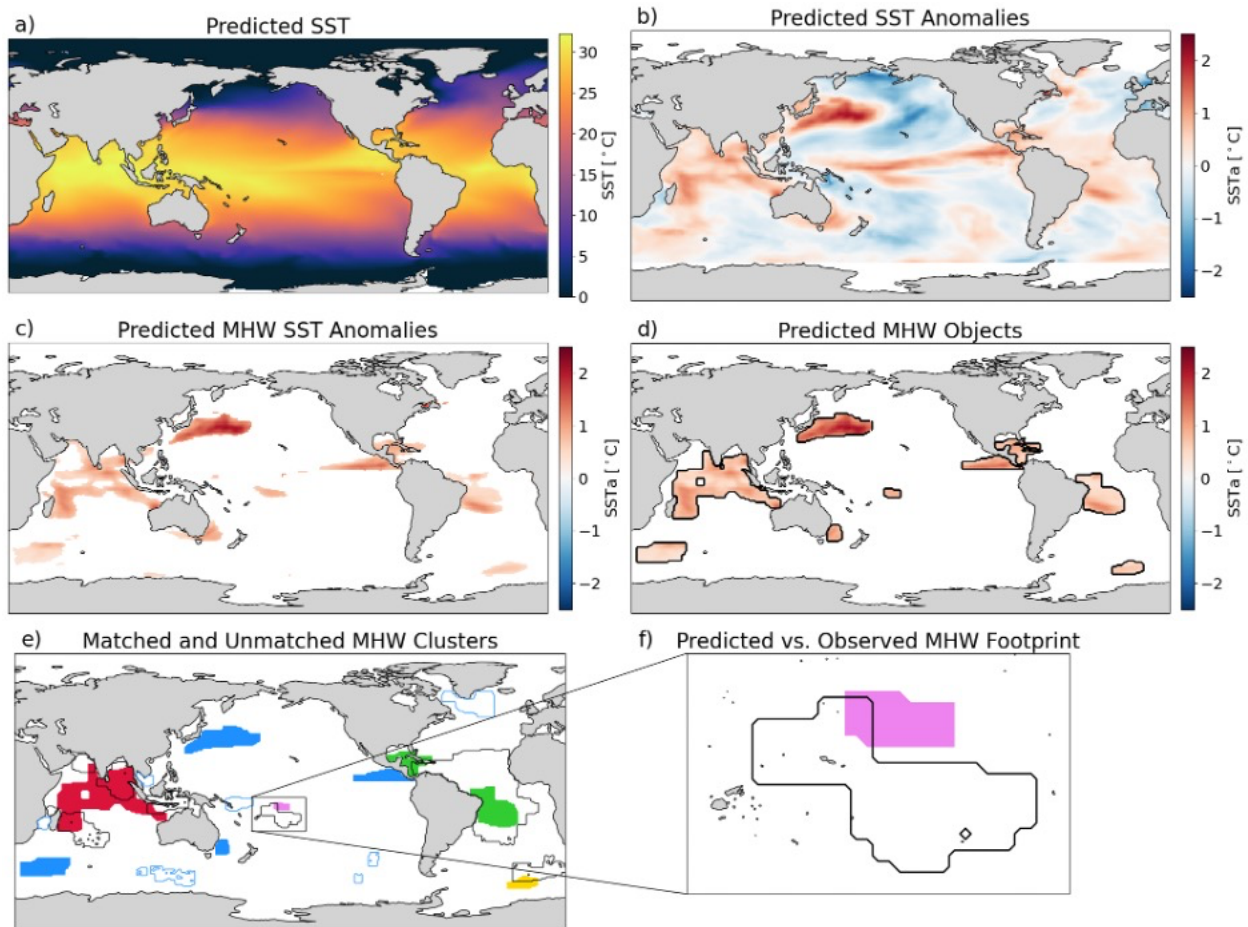 a) Predicted SST
30
25
20
15
10
5
0
SST [ °C]
b) Predicted SST Anomalies
2
1
0
−1
−2
SSTa [ °C]
c) Predicted MHW SST Anomalies
2
1
0
−1
−2
SSTa [ °C]
d) Predicted MHW Objects
2
1
0
−1
−2
SSTa [ °C]
e) Matched and Unmatched MHW Clusters
f) Predicted vs. Observed MHW Footprint